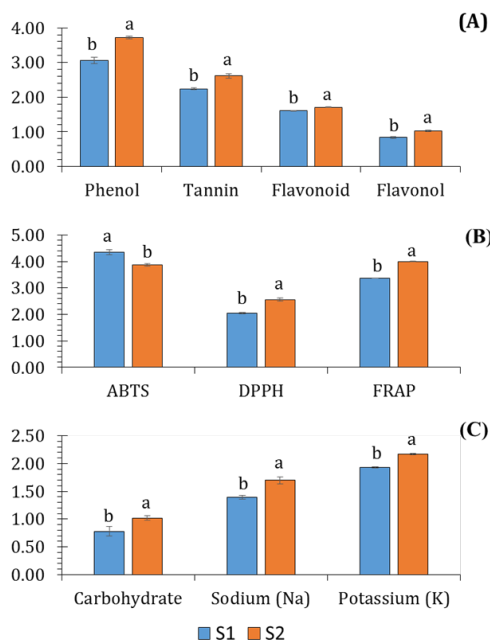 (A)
4.00
3.00
2.00
1.00
0.00
b a b a b a b a
Phenol Tannin Flavonoid Flavonol
(B)
5.00
4.00
3.00
2.00
1.00
0.00
a b b a b a
ABTS DPPH FRAP
(C)
2.50
2.00
1.50
1.00
0.50
0.00
b a b a b a
Carbohydrate Sodium (Na) Potassium (K)
S1 S2